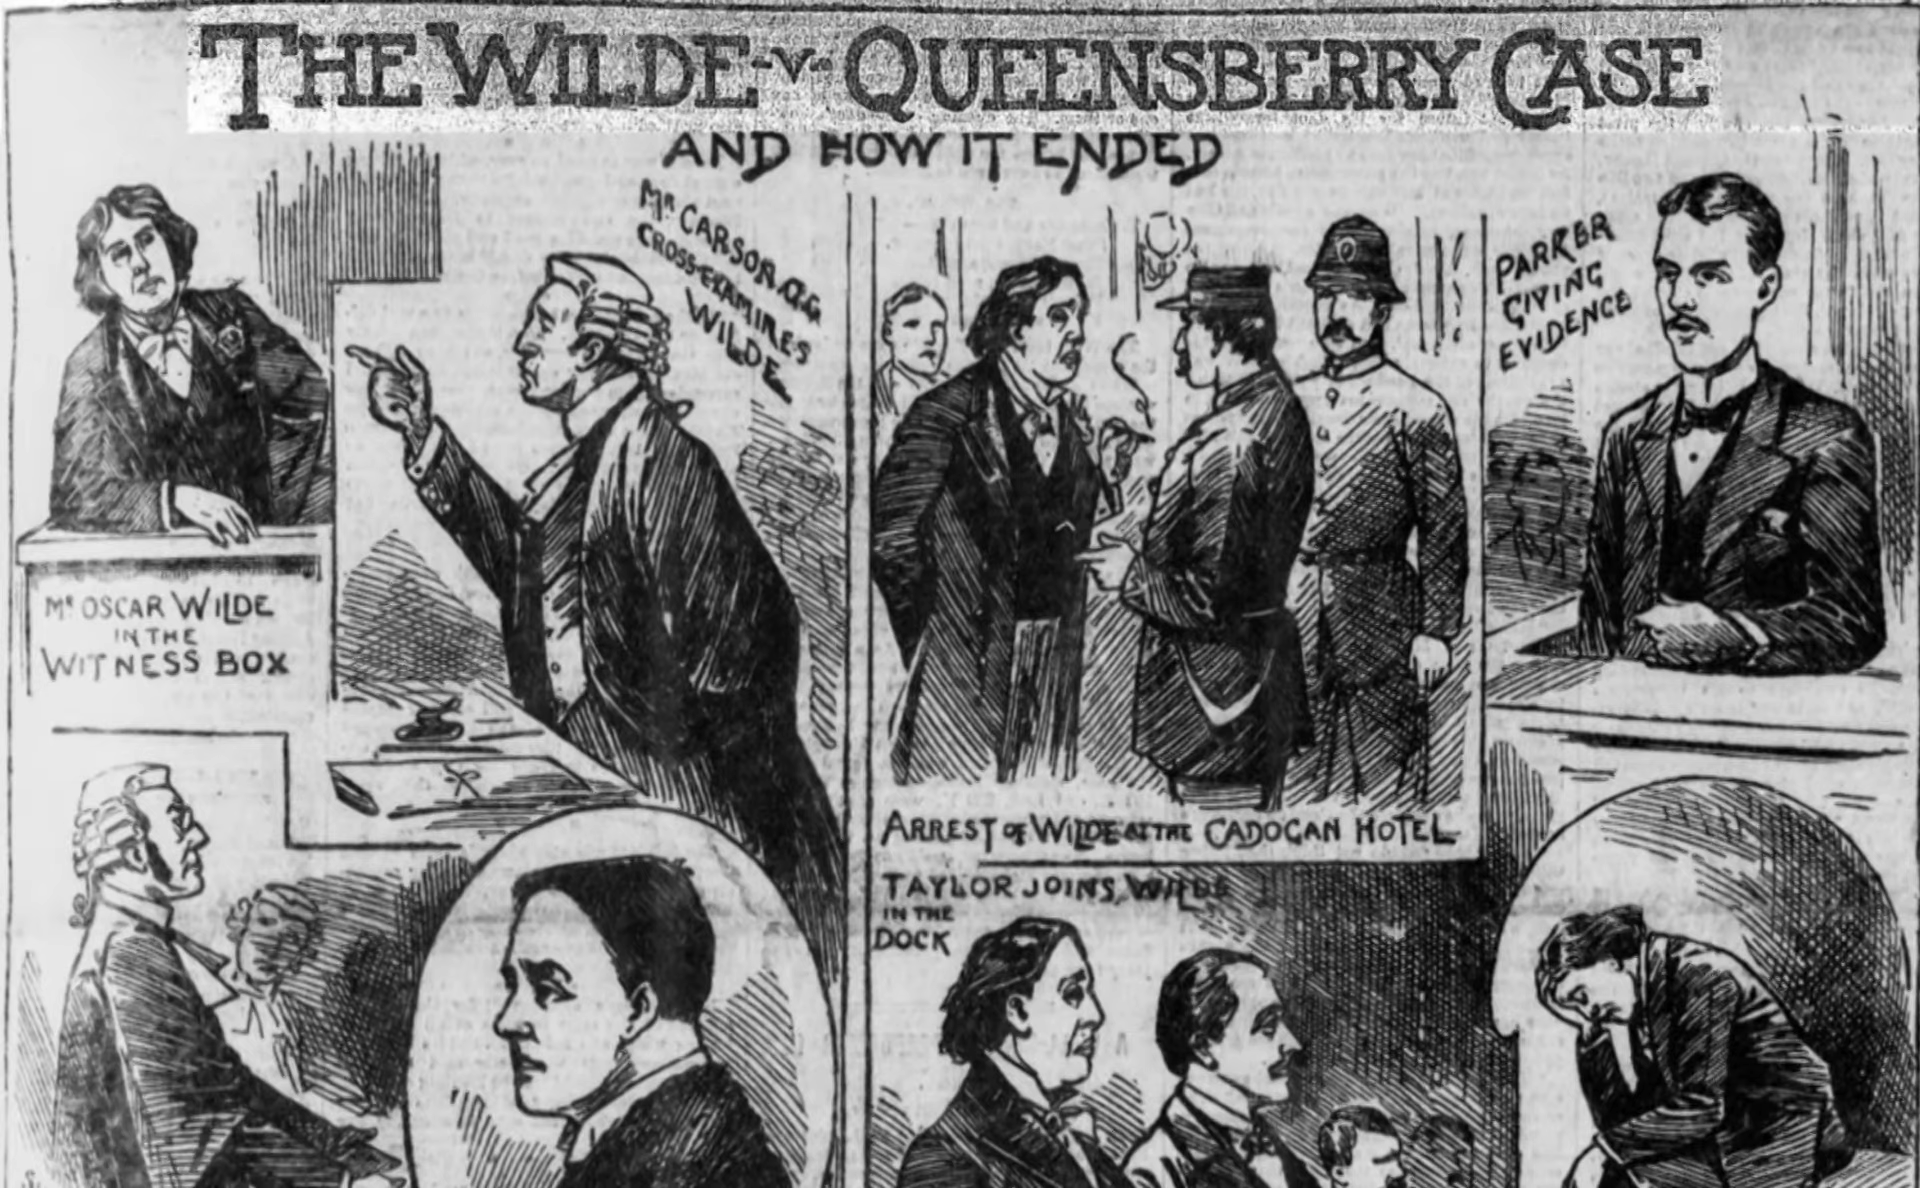 THE WILDE -v- QUEENSBERRY CASE
AND HOW IT ENDED
Mr CARSON Q.C.
CROSS-EXAMINES
WILDE
PARKER
GIVING
EVIDENCE
Mr OSCAR WILDE
IN THE
WITNESS BOX
ARREST OF WILDE AT THE CADOGAN HOTEL
TAYLOR JOINS WILDE
IN THE
DOCK